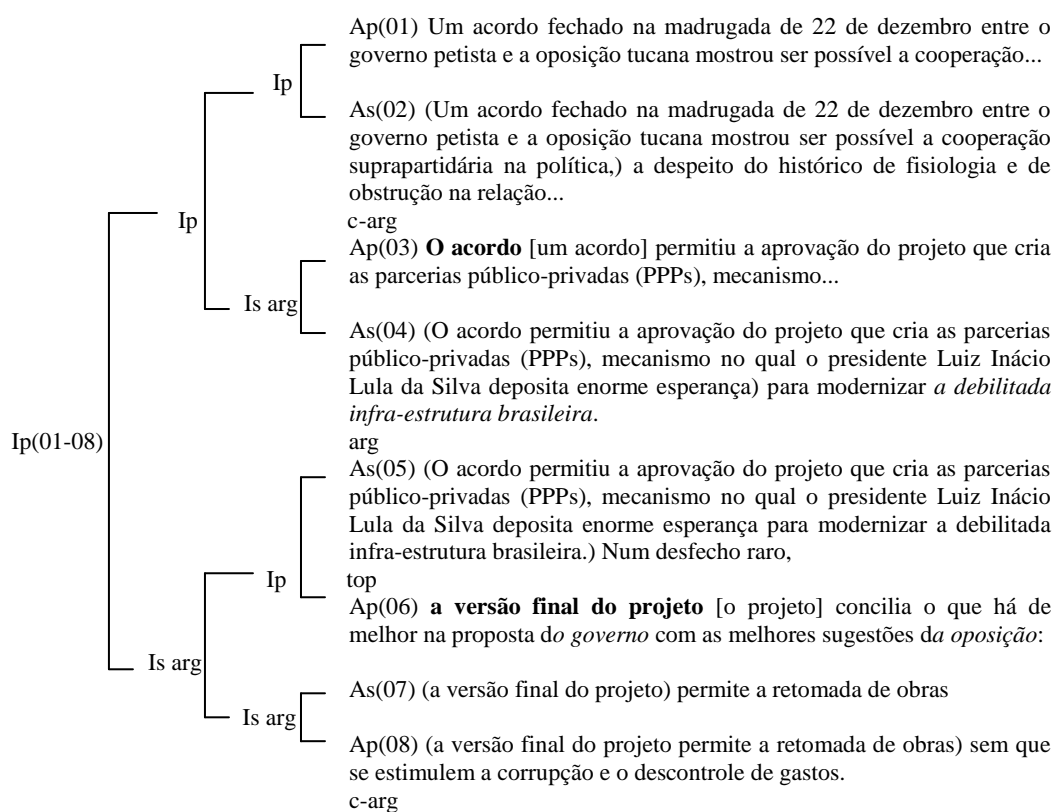 Ap(01) Um acordo fechado na madrugada de 22 de dezembro entre o
governo petista e a oposição tucana mostrou ser possível a cooperação...
Ip
As(02) (Um acordo fechado na madrugada de 22 de dezembro entre o
governo petista e a oposição tucana mostrou ser possível a cooperação
suprapartidária na política,) a despeito do histórico de fisiologia e de
obstrução na relação...
c-arg
Ip
Ap(03) O acordo [um acordo] permitiu a aprovação do projeto que cria
as parcerias público-privadas (PPPs), mecanismo...
Is arg
As(04) (O acordo permitiu a aprovação do projeto que cria as parcerias
público-privadas (PPPs), mecanismo no qual o presidente Luiz Inácio
Lula da Silva deposita enorme esperança) para modernizar a debilitada
infra-estrutura brasileira.
arg
Ip(01-08)
As(05) (O acordo permitiu a aprovação do projeto que cria as parcerias
público-privadas (PPPs), mecanismo no qual o presidente Luiz Inácio
Lula da Silva deposita enorme esperança para modernizar a debilitada
infra-estrutura brasileira.) Num desfecho raro,
top
Ip
Ap(06) a versão final do projeto [o projeto] concilia o que há de
melhor na proposta do governo com as melhores sugestões da oposição:
Is arg
As(07) (a versão final do projeto) permite a retomada de obras
Is arg
Ap(08) (a versão final do projeto permite a retomada de obras) sem que
se estimulem a corrupção e o descontrole de gastos.
c-arg